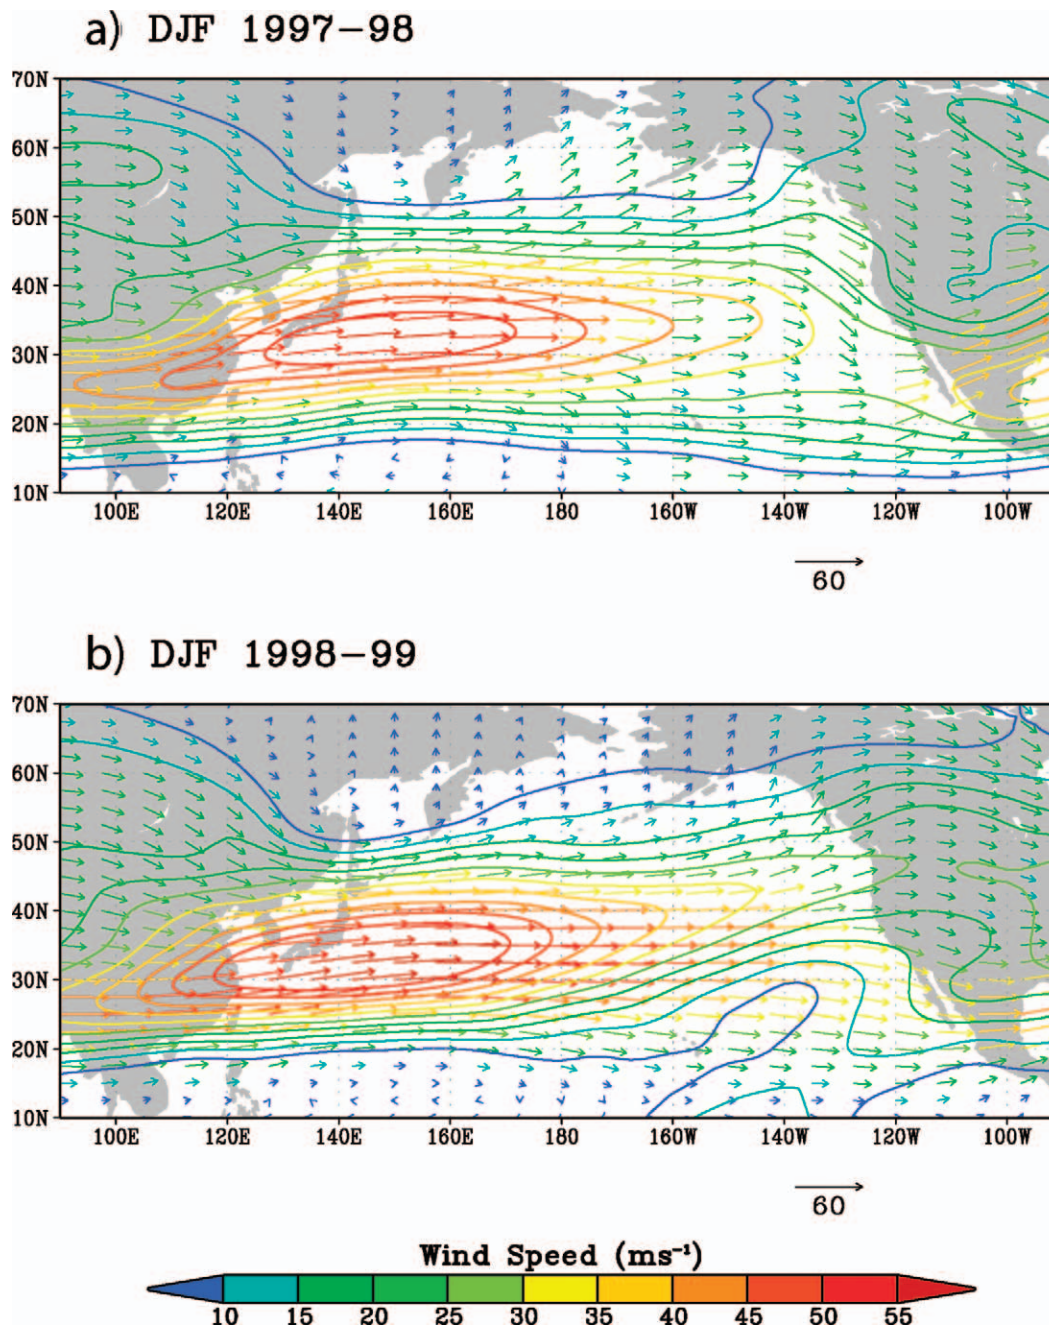 a) DJF 1997-98
70N
60N
50N
40N
30N
20N
10N
100E 120E 140E 160E 180 160W 140W 120W 100W
60
b) DJF 1998-99
70N
60N
50N
40N
30N
20N
10N
100E 120E 140E 160E 180 160W 140W 120W 100W
60
Wind Speed (ms⁻¹)
10 15 20 25 30 35 40 45 50 55